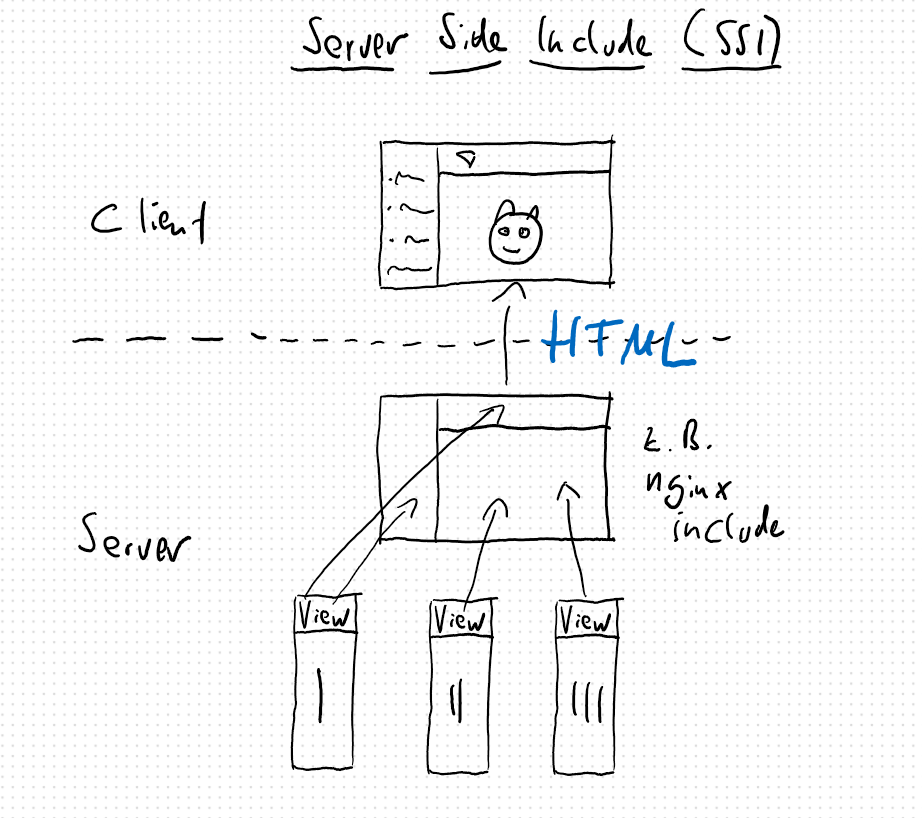 Server Side Include (SSI)
Client
HTML
z.B.
nginx
include
Server
View
View
View
I
II
III